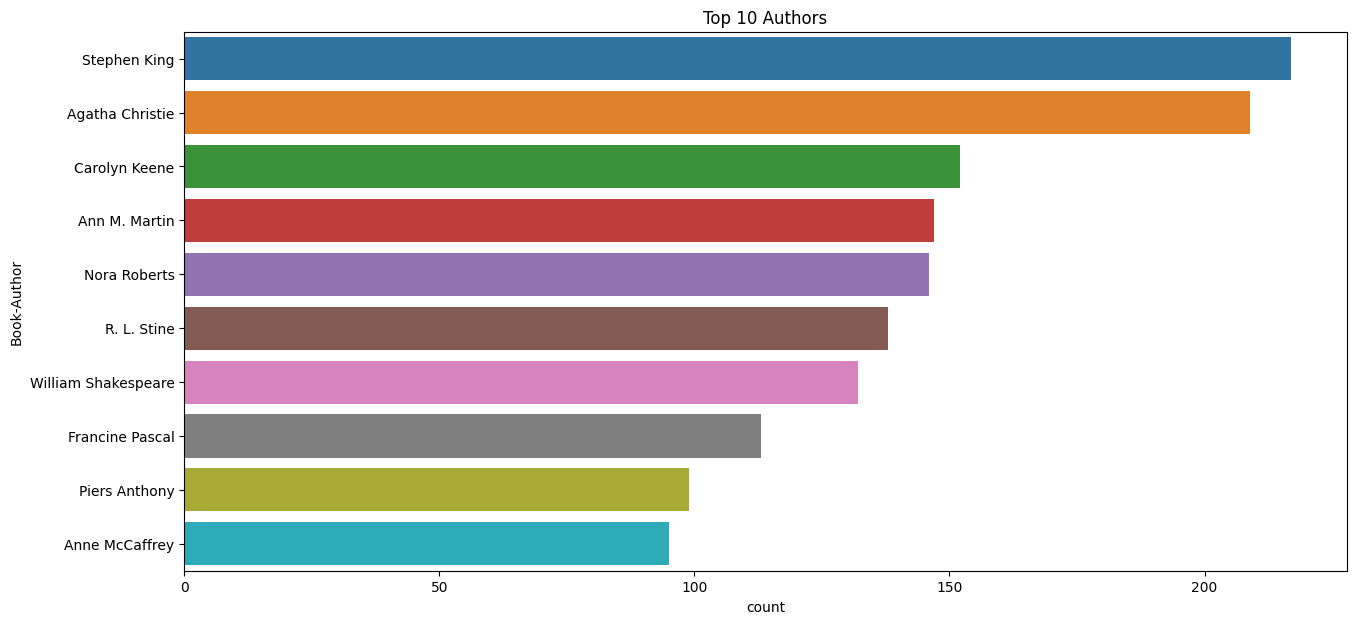 Top 10 Authors
Stephen King
Agatha Christie
Carolyn Keene
Ann M. Martin
Nora Roberts
R. L. Stine
William Shakespeare
Francine Pascal
Piers Anthony
Anne McCaffrey
Book-Author
0 50 100 150 200
count